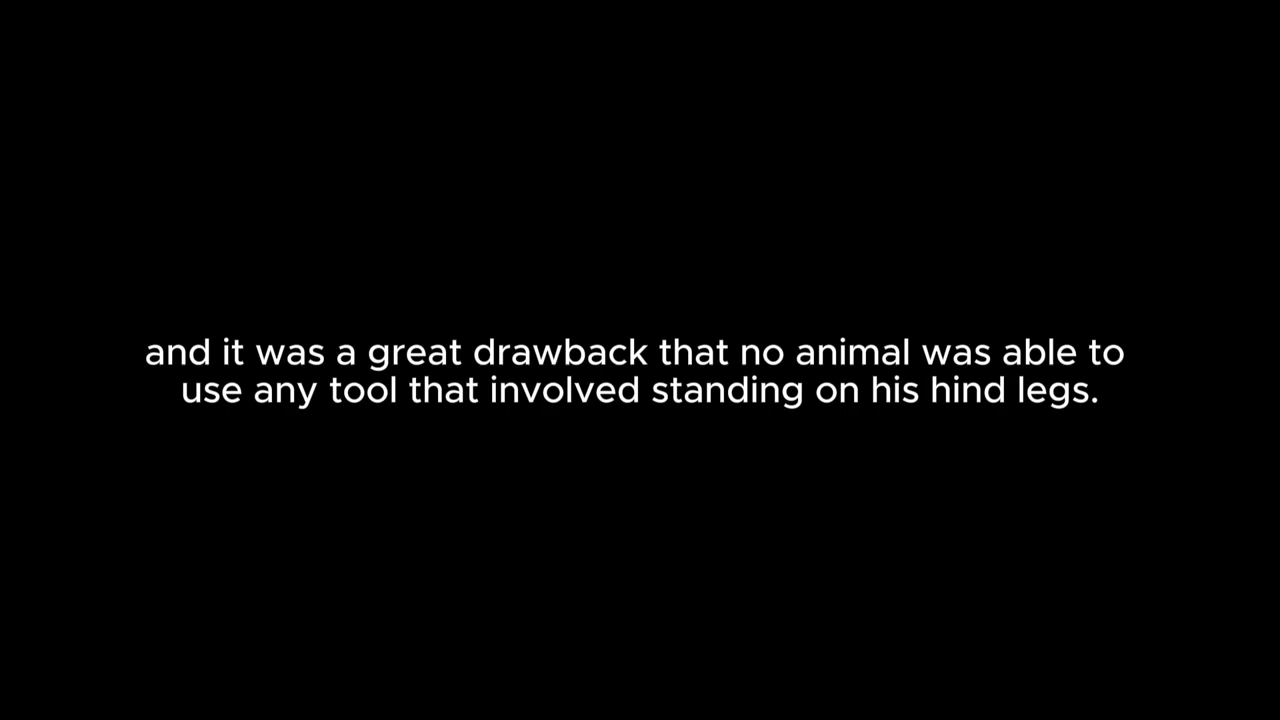 and it was a great drawback that no animal was able to
use any tool that involved standing on his hind legs.